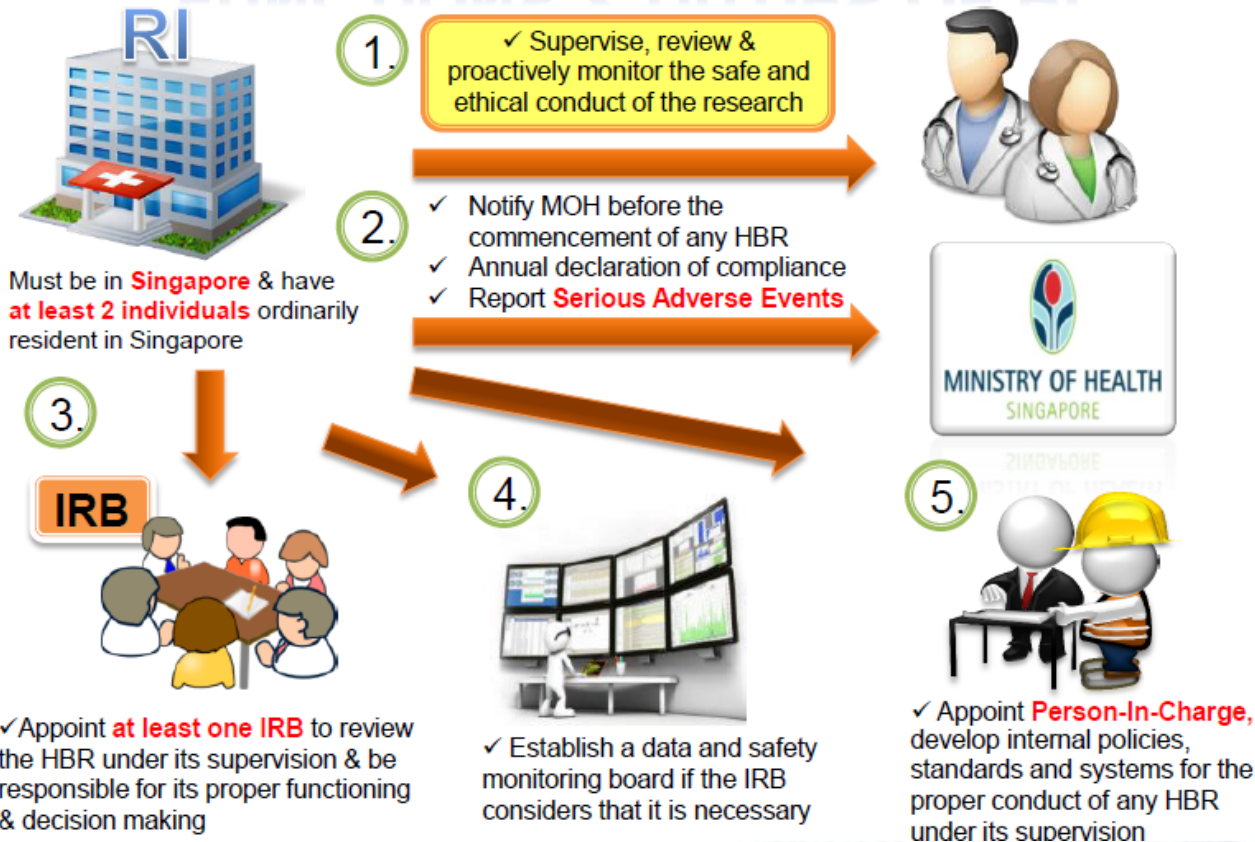 RI
Must be in Singapore & have
at least 2 individuals ordinarily
resident in Singapore
1.
✓ Supervise, review &
proactively monitor the safe and
ethical conduct of the research
2.
✓ Notify MOH before the
commencement of any HBR
✓ Annual declaration of compliance
✓ Report Serious Adverse Events
MINISTRY OF HEALTH
SINGAPORE
3.
IRB
✓Appoint at least one IRB to review
the HBR under its supervision & be
responsible for its proper functioning
& decision making
4.
✓ Establish a data and safety
monitoring board if the IRB
considers that it is necessary
5.
✓ Appoint Person-In-Charge,
develop internal policies,
standards and systems for the
proper conduct of any HBR
under its supervision